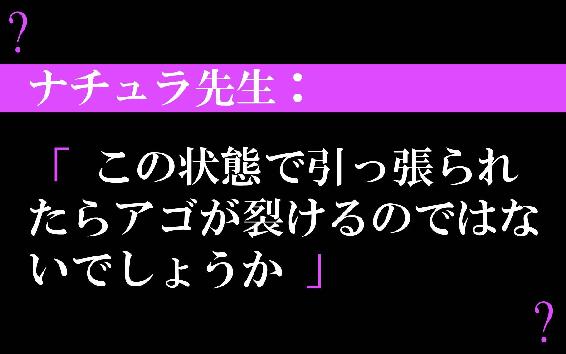 ?
ナチュラ先生：
「 この状態で引っ張られ
たらアゴが裂けるのではな
いでしょうか 」
?